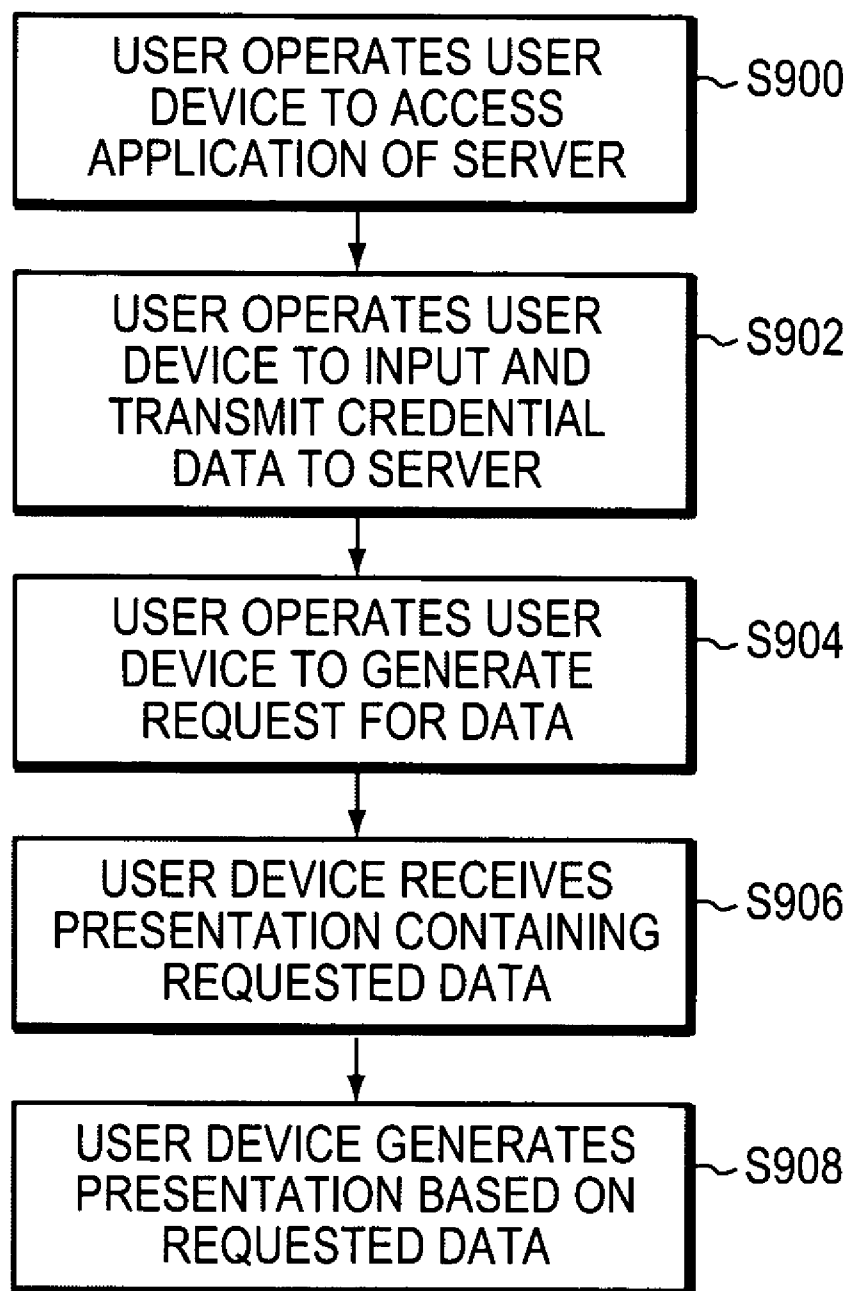 USER OPERATES USER
DEVICE TO ACCESS
APPLICATION OF SERVER
S900
USER OPERATES USER
DEVICE TO INPUT AND
TRANSMIT CREDENTIAL
DATA TO SERVER
S902
USER OPERATES USER
DEVICE TO GENERATE
REQUEST FOR DATA
S904
USER DEVICE RECEIVES
PRESENTATION CONTAINING
REQUESTED DATA
S906
USER DEVICE GENERATES
PRESENTATION BASED ON
REQUESTED DATA
S908